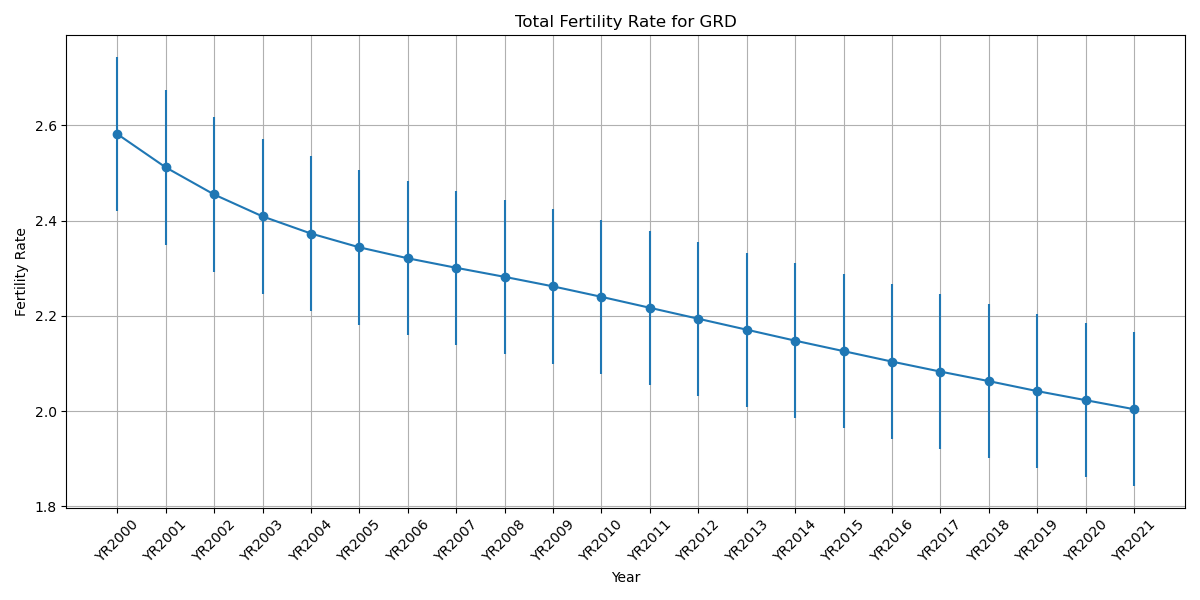 Total Fertility Rate for GRD
Fertility Rate
2.6
2.4
2.2
2.0
1.8
YR2000
YR2001
YR2002
YR2003
YR2004
YR2005
YR2006
YR2007
YR2008
YR2009
YR2010
YR2011
YR2012
YR2013
YR2014
YR2015
YR2016
YR2017
YR2018
YR2019
YR2020
YR2021
Year